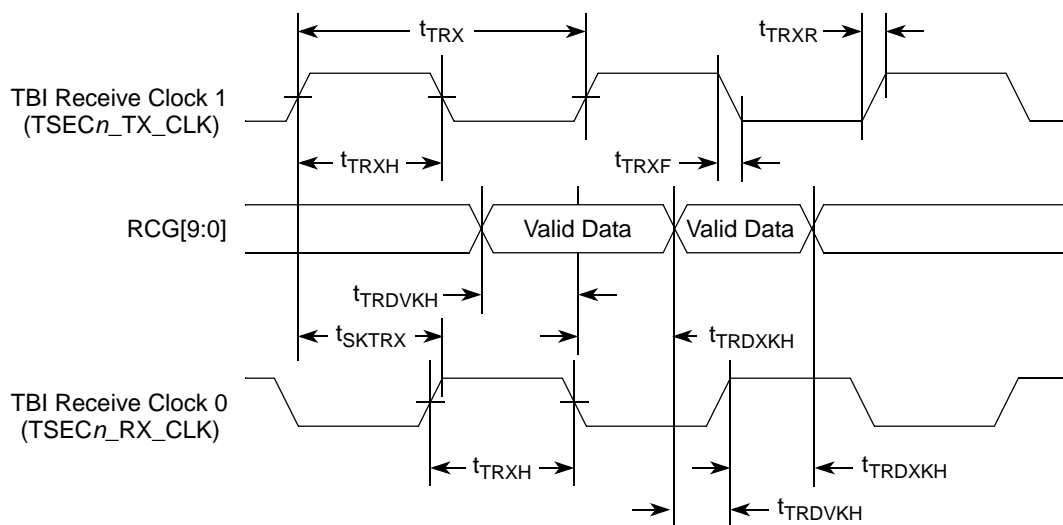 tTRX
tTRXR
TBI Receive Clock 1
(TSECn_TX_CLK)
tTRXH
tTRXF
RCG[9:0]
Valid Data
Valid Data
tTRDVKH
tSKTRX
tTRDXKH
TBI Receive Clock 0
(TSECn_RX_CLK)
tTRXH
tTRDXKH
tTRDVKH